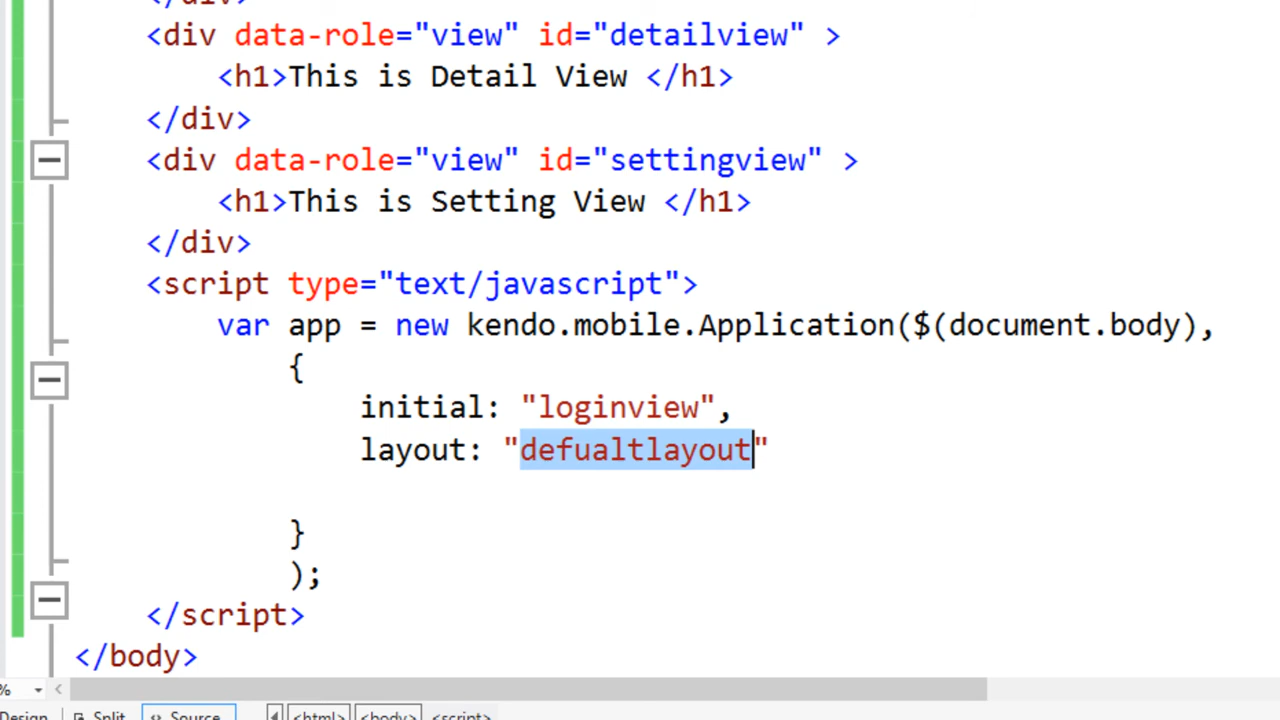 </div>
<div data-role="view" id="detailview" >
<h1>This is Detail View </h1>
</div>
<div data-role="view" id="settingview" >
<h1>This is Setting View </h1>
</div>
<script type="text/javascript">
var app = new kendo.mobile.Application($(document.body),
{
initial: "loginview",
layout: "defualtlayout"
}
);
</script>
</body>
%
Design Split Source <html> <body> <script>